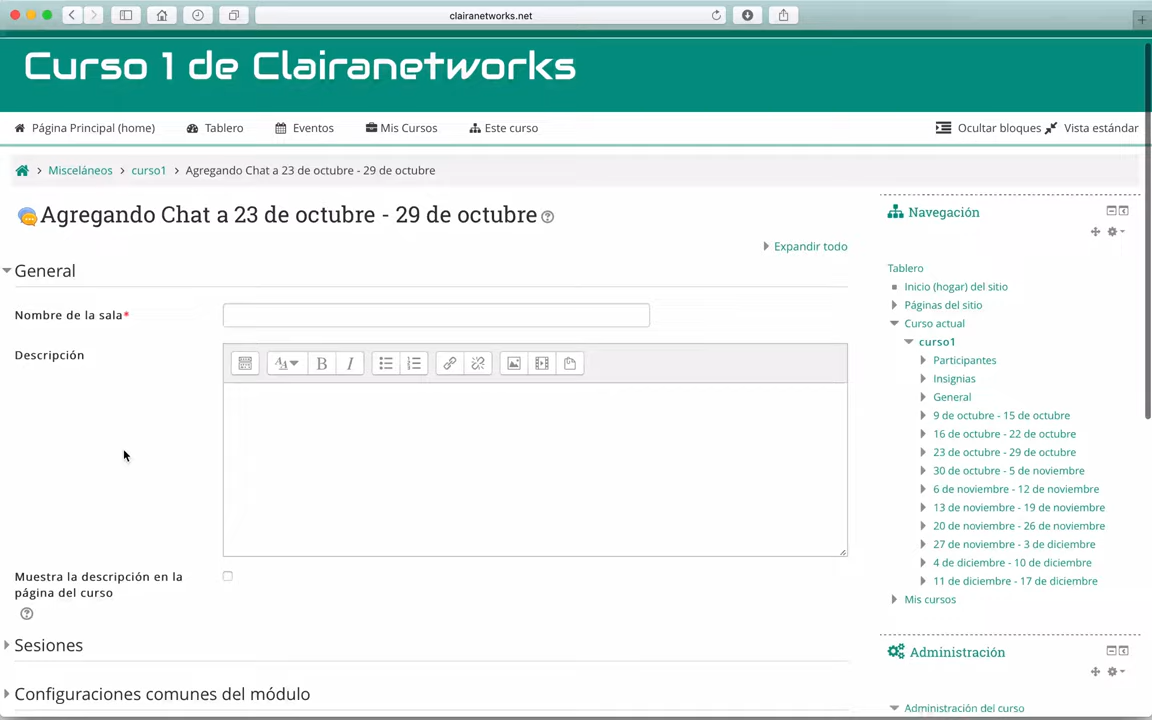 clairanetworks.net
Curso 1 de Clairanetworks
Página Principal (home) Tablero Eventos Mis Cursos Este curso Ocultar bloques Vista estándar
Misceláneos curso1 Agregando Chat a 23 de octubre - 29 de octubre
Agregando Chat a 23 de octubre - 29 de octubre
Expandir todo
General
Nombre de la sala*
Descripción
Muestra la descripción en la
página del curso
Sesiones
Configuraciones comunes del módulo
Navegación
Tablero
Inicio (hogar) del sitio
Páginas del sitio
Curso actual
curso1
Participantes
Insignias
General
9 de octubre - 15 de octubre
16 de octubre - 22 de octubre
23 de octubre - 29 de octubre
30 de octubre - 5 de noviembre
6 de noviembre - 12 de noviembre
13 de noviembre - 19 de noviembre
20 de noviembre - 26 de noviembre
27 de noviembre - 3 de diciembre
4 de diciembre - 10 de diciembre
11 de diciembre - 17 de diciembre
Mis cursos
Administración
Administración del curso